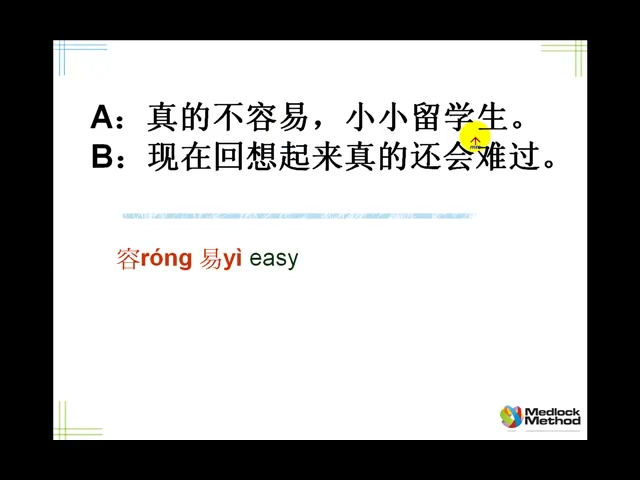 A：真的不容易，小小留学生。
B：现在回想起来真的还会难过。
容róng 易yì easy
Medlock
Method